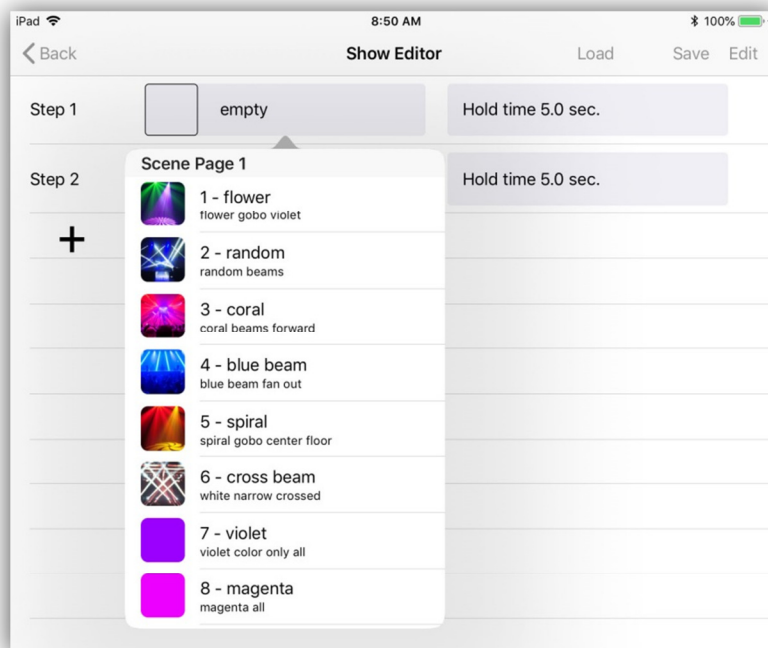 iPad 8:50 AM 100%
Back Show Editor Load Save Edit
Step 1 empty Hold time 5.0 sec.
Scene Page 1
Step 2 Hold time 5.0 sec.
+
1 - flower
flower gobo violet
2 - random
random beams
3 - coral
coral beams forward
4 - blue beam
blue beam fan out
5 - spiral
spiral gobo center floor
6 - cross beam
white narrow crossed
7 - violet
violet color only all
8 - magenta
magenta all